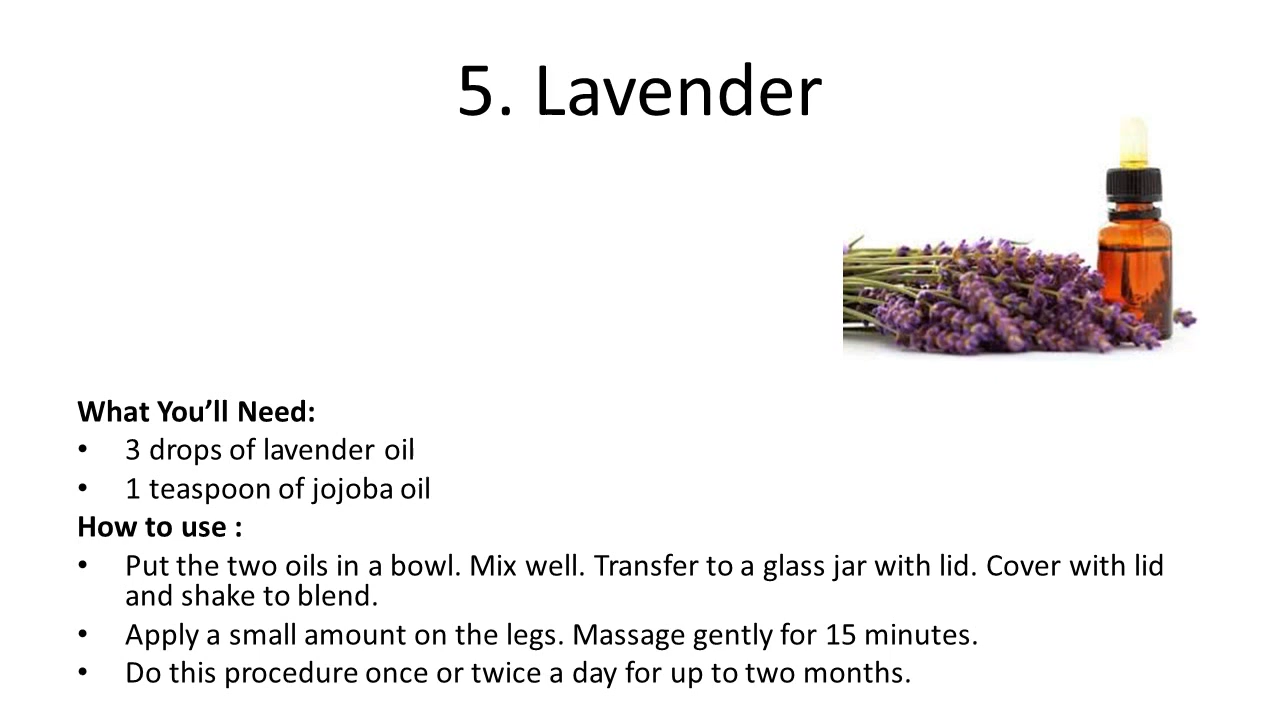 5. Lavender
What You’ll Need:
• 3 drops of lavender oil
• 1 teaspoon of jojoba oil
How to use :
• Put the two oils in a bowl. Mix well. Transfer to a glass jar with lid. Cover with lid
and shake to blend.
• Apply a small amount on the legs. Massage gently for 15 minutes.
• Do this procedure once or twice a day for up to two months.